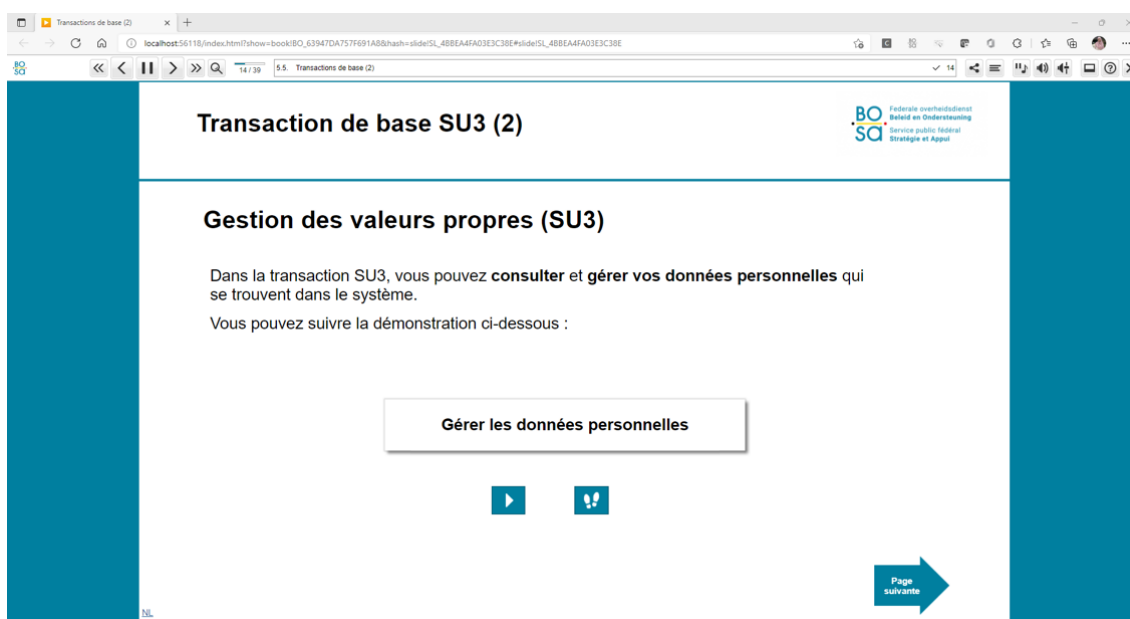 Transactions de base (2)
localhost:56118/index.html?show=book!BO_63947DA757F691A8&hash=slide!SL_4BBEA4FA03E3C38E#slide!SL_4BBEA4FA03E3C38E
BO
SA
14 / 39
5.5. Transactions de base (2)
14
Transaction de base SU3 (2)
BO
SA
Federale overheidsdienst
Beleid en Ondersteuning
Service public fédéral
Stratégie et Appui
Gestion des valeurs propres (SU3)
Dans la transaction SU3, vous pouvez consulter et gérer vos données personnelles qui
se trouvent dans le système.
Vous pouvez suivre la démonstration ci-dessous :
Gérer les données personnelles
Page
suivante
NL